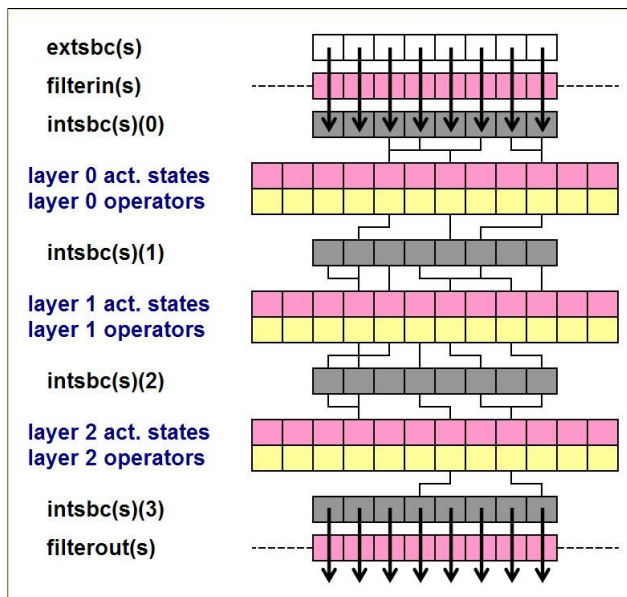 extsbc(s)
filterin(s)
intsbc(s)(0)
layer 0 act. states
layer 0 operators
intsbc(s)(1)
layer 1 act. states
layer 1 operators
intsbc(s)(2)
layer 2 act. states
layer 2 operators
intsbc(s)(3)
filterout(s)